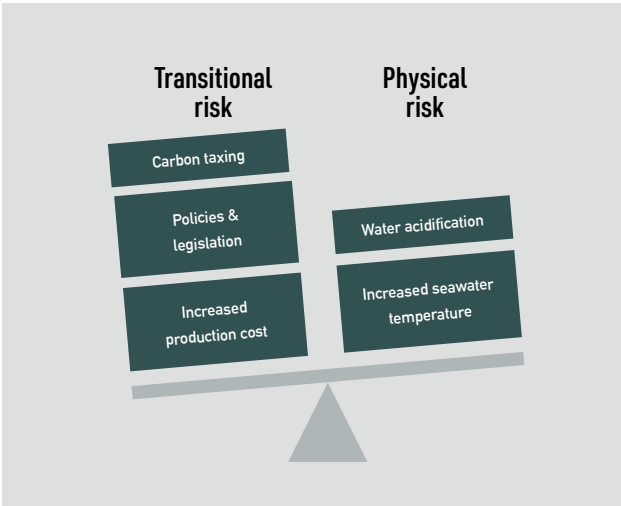 Transitional
risk
Carbon taxing
Policies &
legislation
Increased
production cost
Physical
risk
Water acidification
Increased seawater
temperature